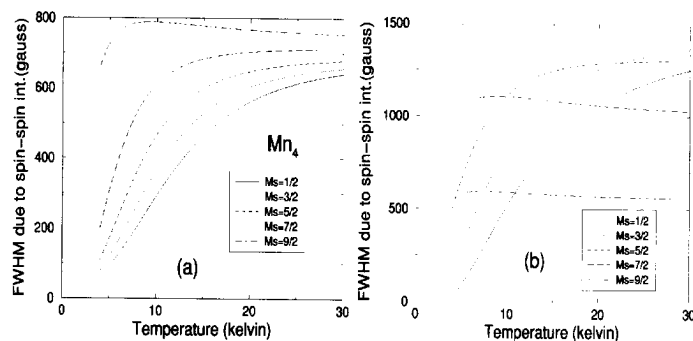 FWHM due to spin-spin int.(gauss)
800
600
400
200
0
0
10
20
30
Temperature (kelvin)
Mn4
Ms=1/2
Ms=3/2
Ms=5/2
Ms=7/2
Ms=9/2
(a)
FWHM due to spin-spin int.(gauss)
1500
1000
500
0
0
10
20
30
Temperature (kelvin)
Ms=1/2
Ms=3/2
Ms=5/2
Ms=7/2
Ms=9/2
(b)